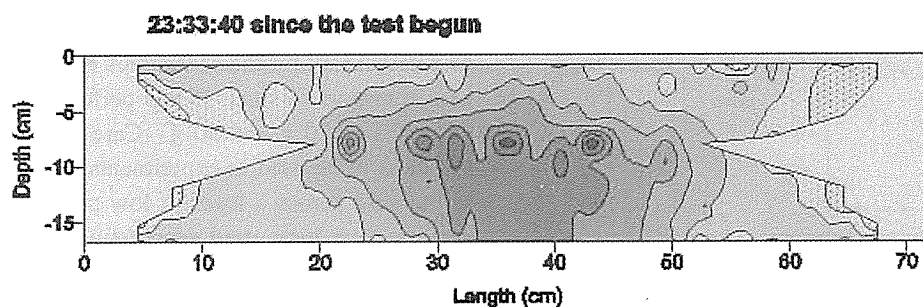 23:33:40 since the test begun
0
-5
-10
-15
Depth (cm)
0 10 20 30 40 50 60 70
Length (cm)